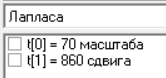 Лапласа
t[0] = 70 масштаба
t[1] = 860 сдвига